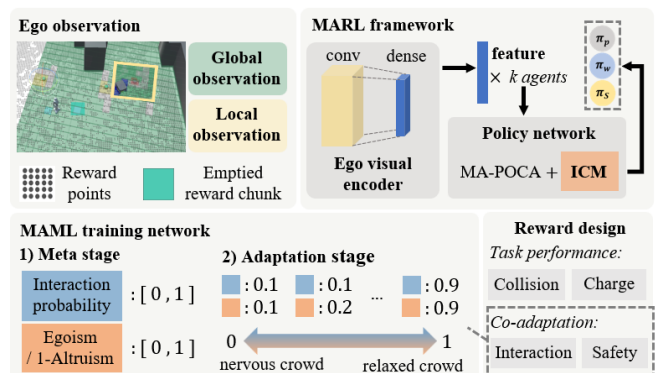 Ego observation
Global
observation
Local
observation
Reward
points
Emptied
reward chunk
MARL framework
conv
dense
Ego visual
encoder
feature
× k agents
Policy network
MA-POCA + ICM
πp
πw
πS
MAML training network
1) Meta stage
Interaction
probability
: [ 0 , 1 ]
Egoism
/ 1-Altruism
: [ 0 , 1 ]
2) Adaptation stage
: 0.1 : 0.1 : 0.9
: 0.1 : 0.2 ... : 0.9
0 1
nervous crowd relaxed crowd
Reward design
Task performance:
Collision Charge
Co-adaptation:
Interaction Safety